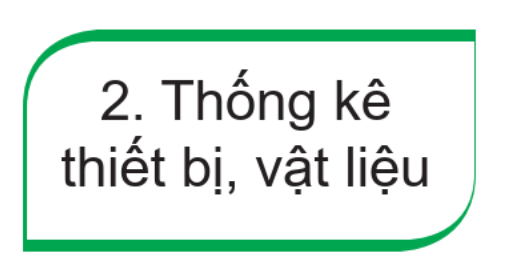 2. Thống kê
thiết bị, vật liệu